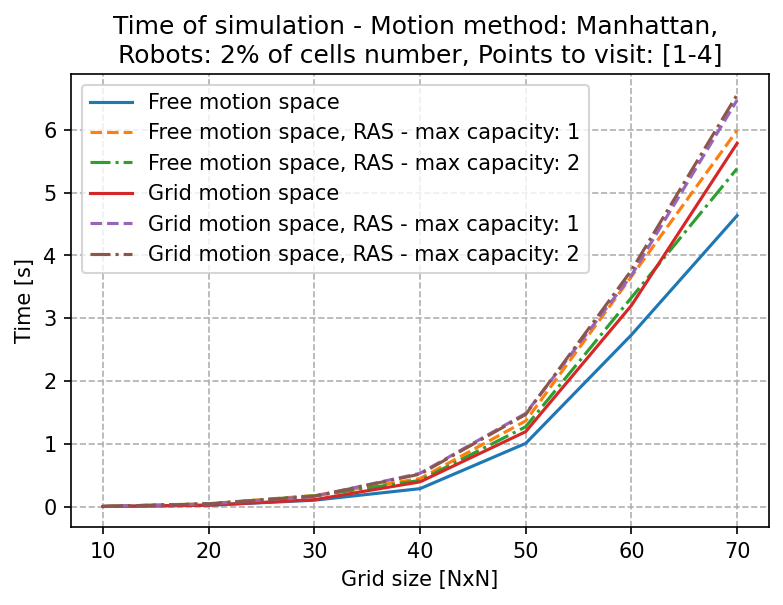 Time of simulation - Motion method: Manhattan,
Robots: 2% of cells number, Points to visit: [1-4]
Free motion space
Free motion space, RAS - max capacity: 1
Free motion space, RAS - max capacity: 2
Grid motion space
Grid motion space, RAS - max capacity: 1
Grid motion space, RAS - max capacity: 2
Time [s]
6
5
4
3
2
1
0
10 20 30 40 50 60 70
Grid size [NxN]